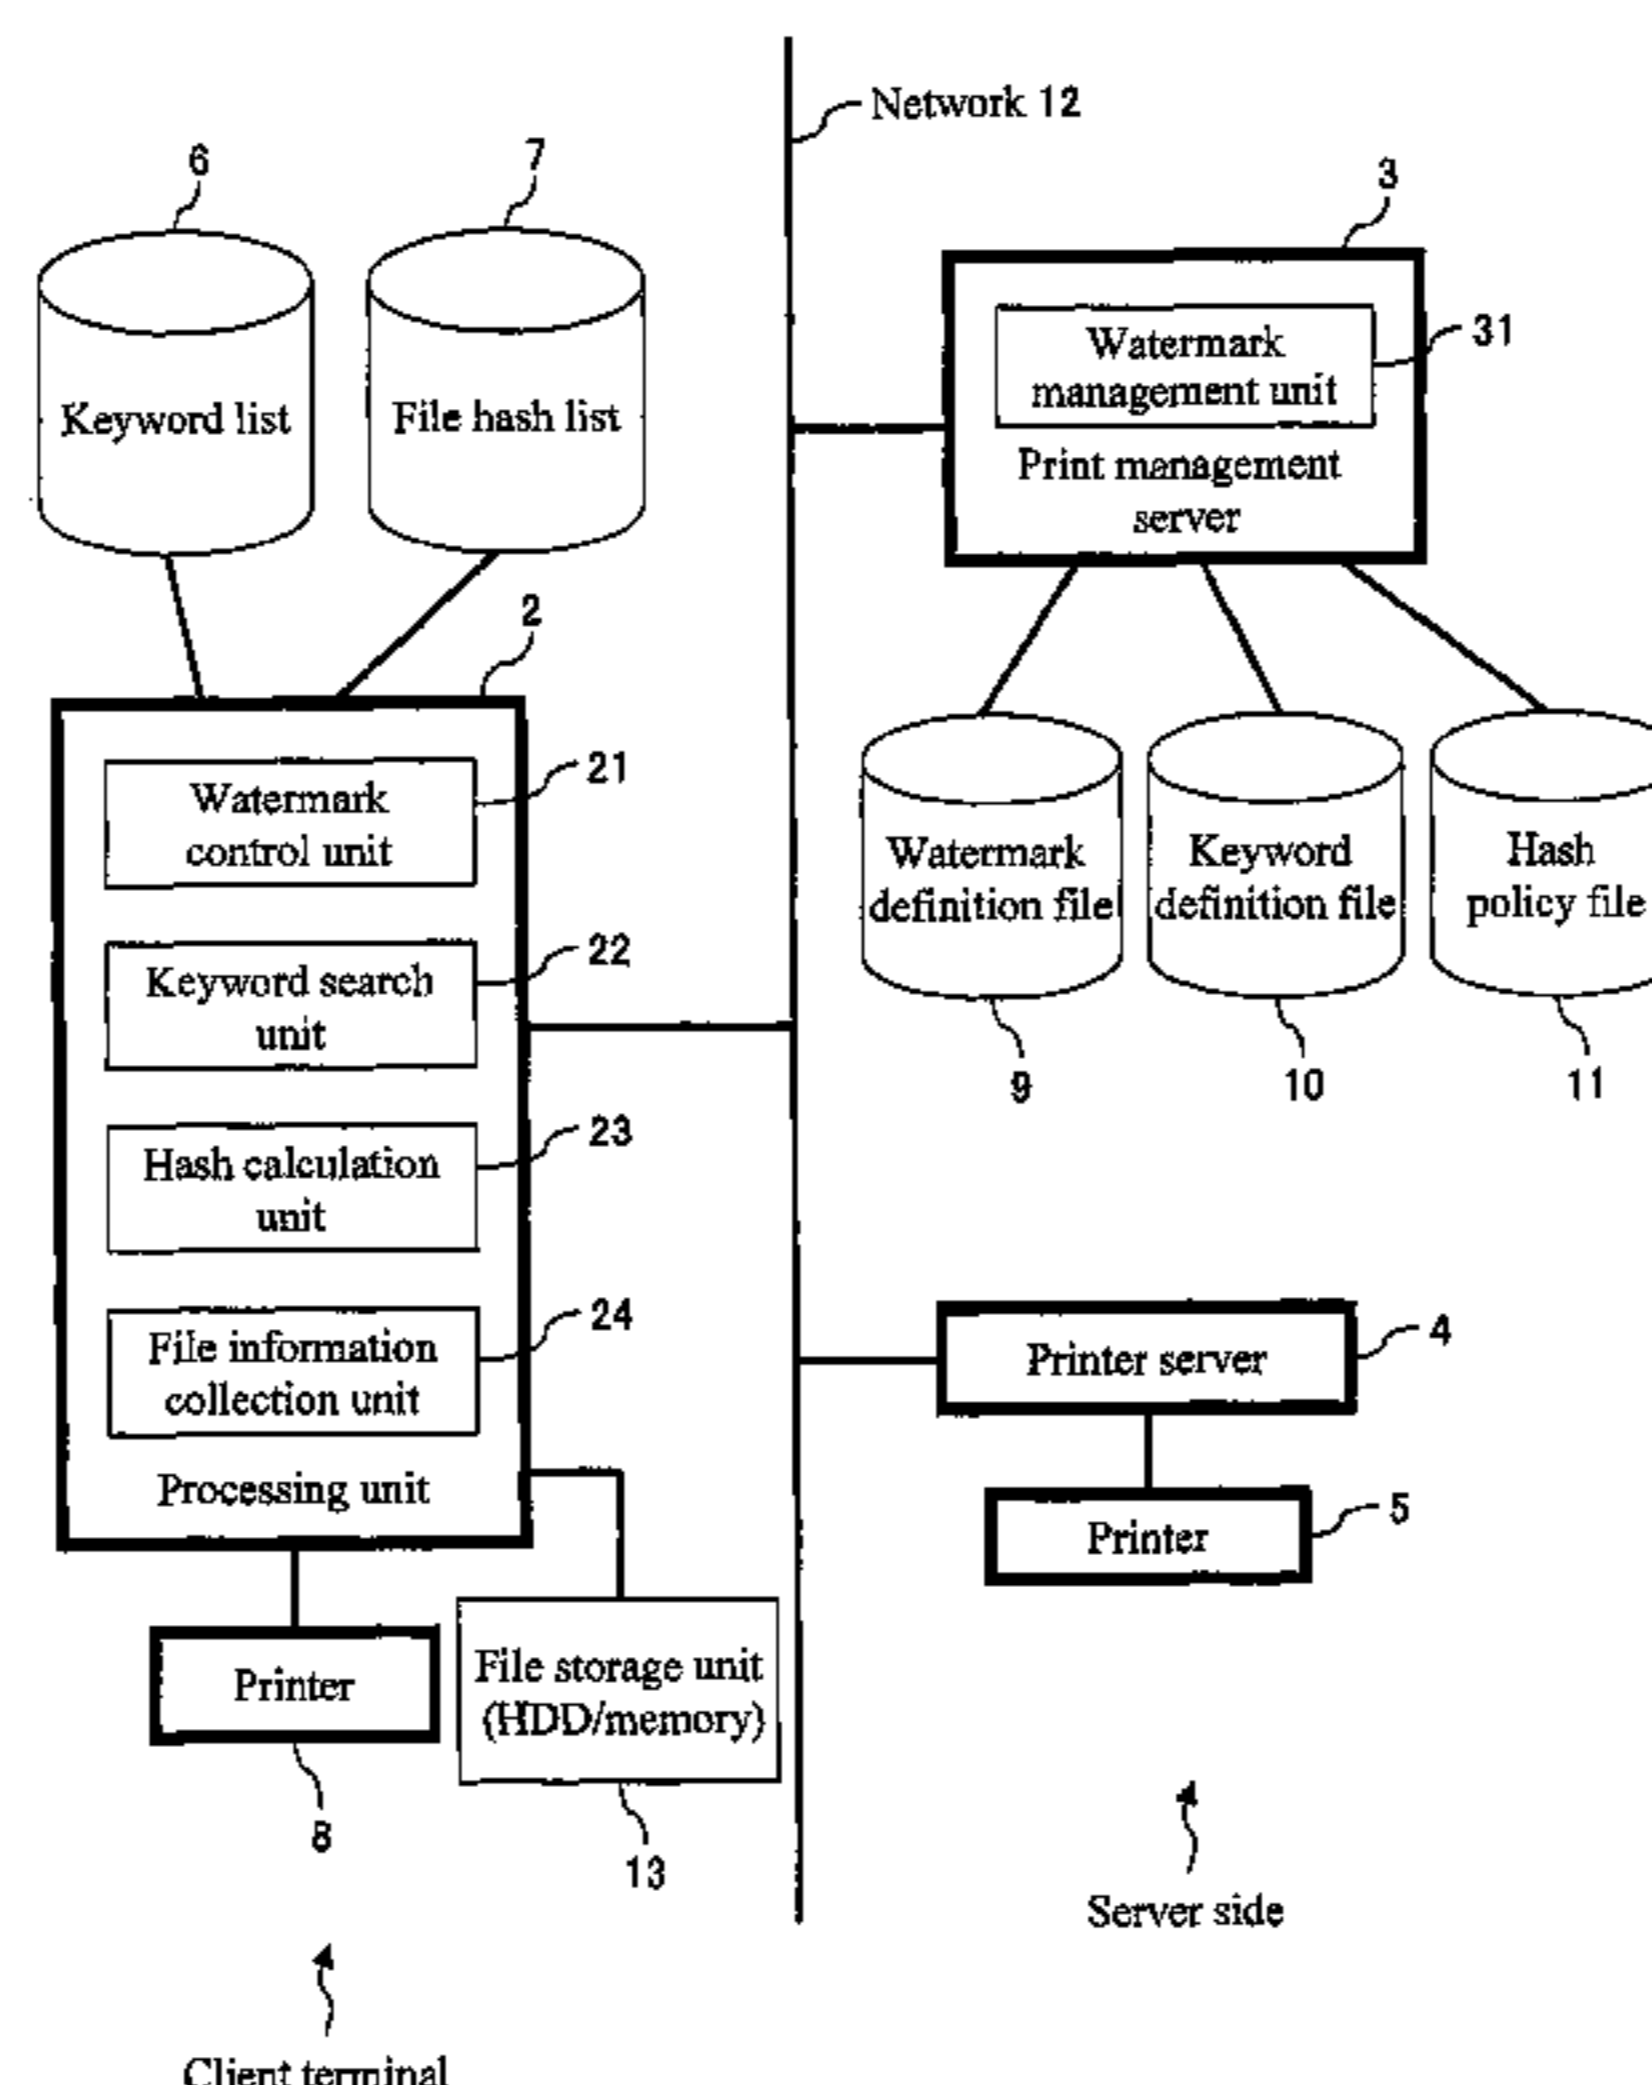 Network 12
6
7
3
Keyword list
File hash list
Watermark
management unit
31
Print management
server
2
Watermark
control unit
21
Keyword search
unit
22
Hash calculation
unit
23
File information
collection unit
24
Processing unit
Watermark
definition file
Keyword
definition file
Hash
policy file
9
10
11
Printer server
4
Printer
5
Printer
8
File storage unit
(HDD/memory)
13
Server side
Client terminal